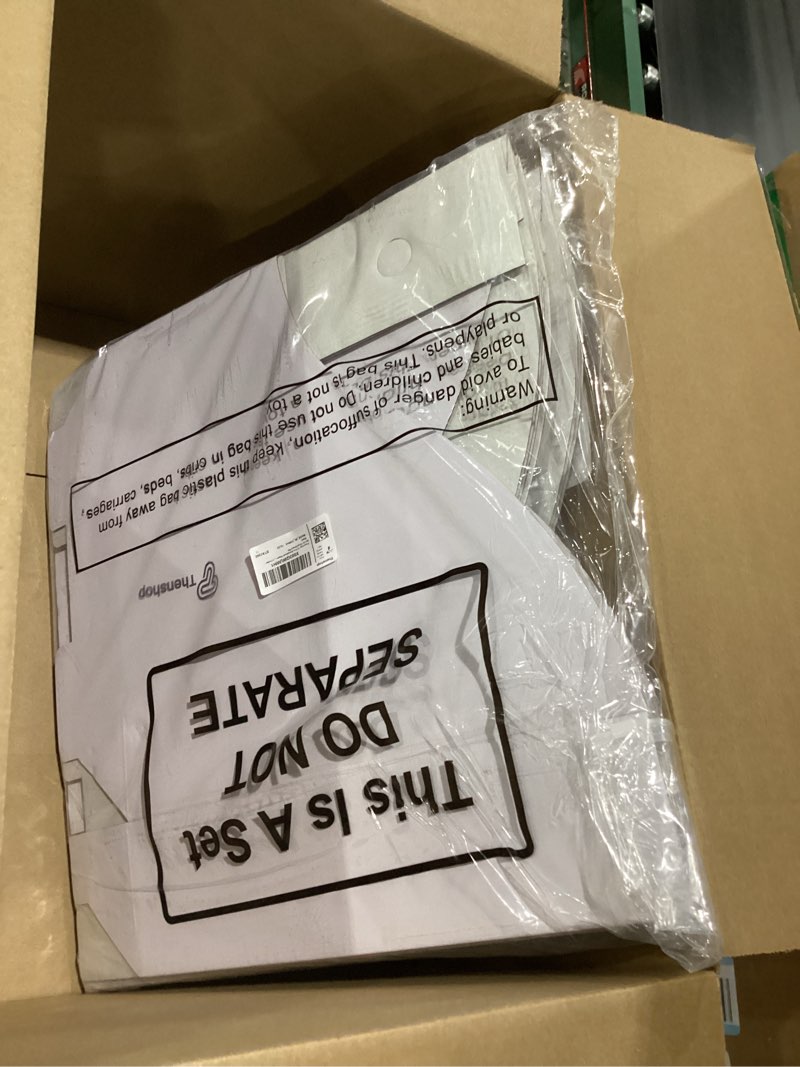 This Is A Set
DO NOT
SEPARATE
Thenshop
Warning:
To avoid danger of suffocation, keep this plastic bag away from
babies and children. Do not use this bag in cribs, beds, carriages,
or playpens. This bag is not a toy.